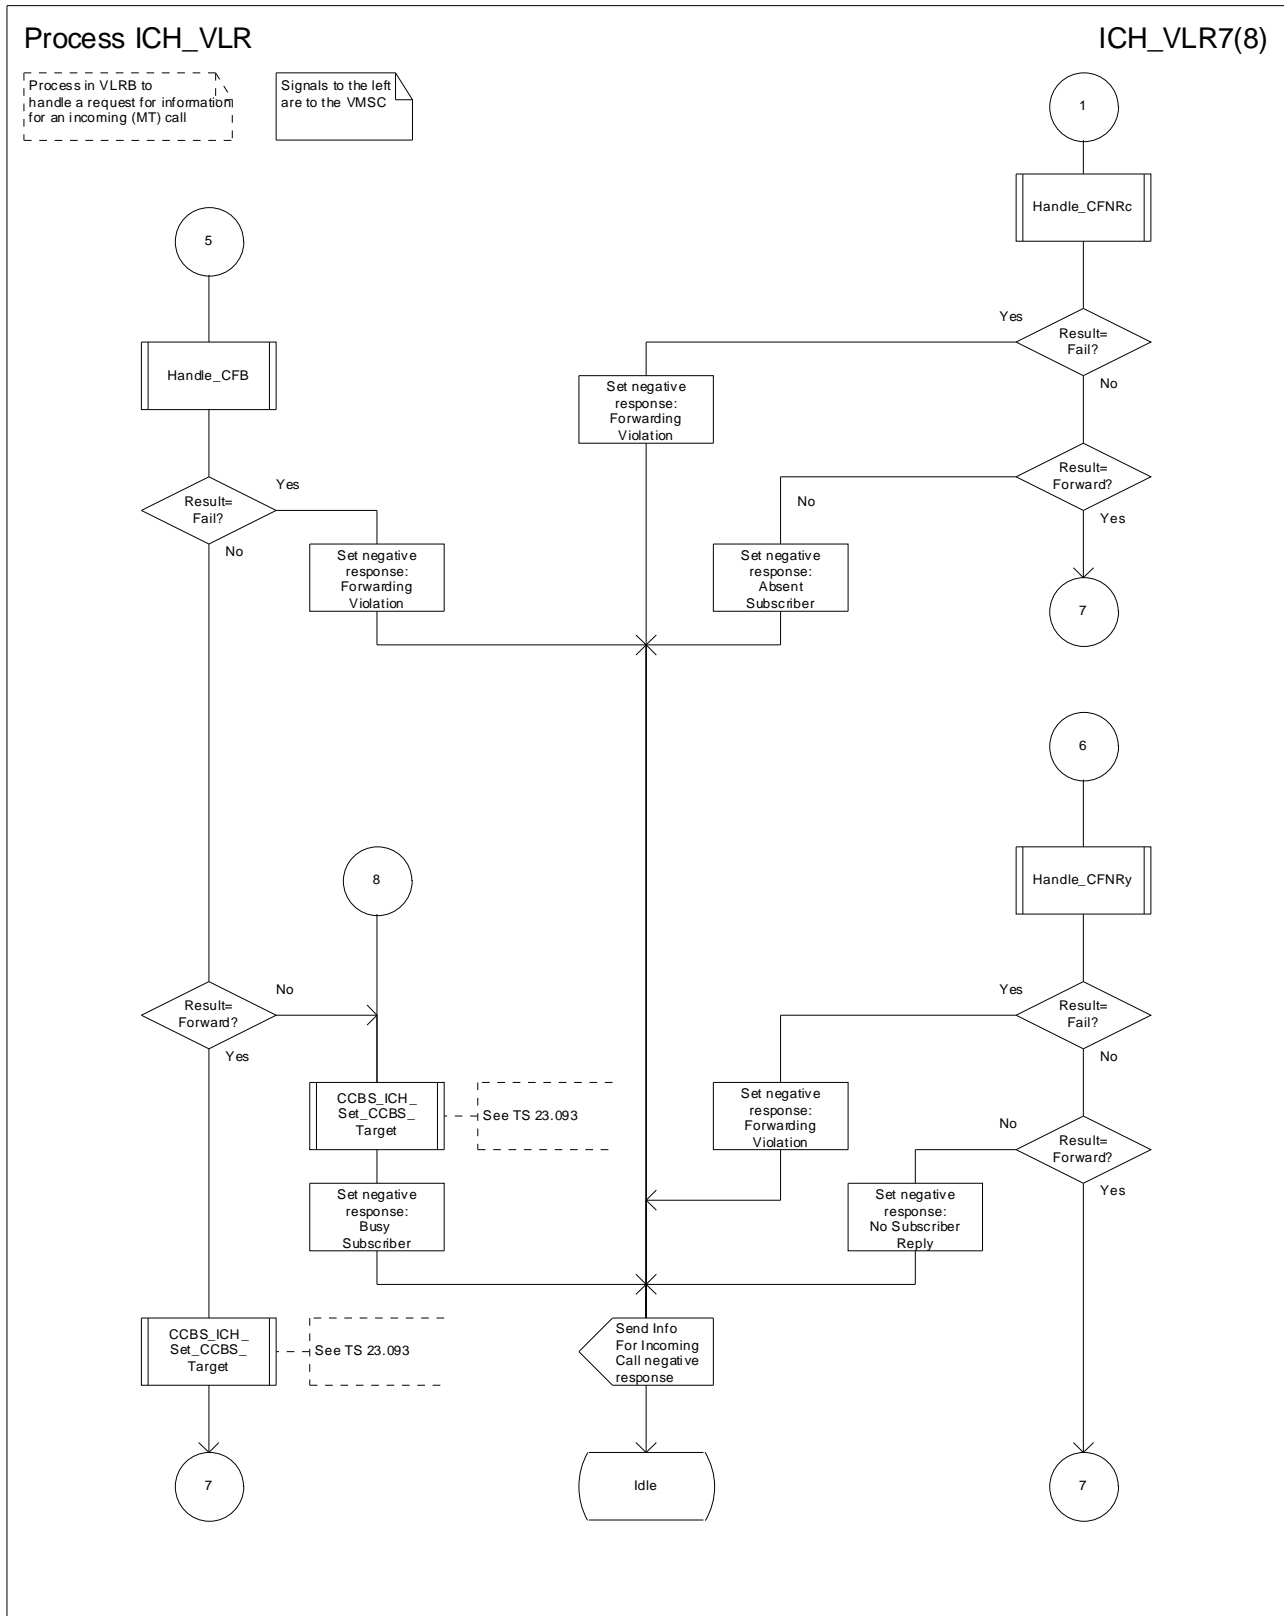 Process ICH_VLR
ICH_VLR7(8)
Process in VLRB to
handle a request for information
for an incoming (MT) call
Signals to the left
are to the VMSC
1
Handle_CFNRc
5
Yes
Result=
Fail?
No
Handle_CFB
Set negative
response:
Forwarding
Violation
Result=
Forward?
No
Yes
Yes
Result=
Fail?
No
Set negative
response:
Forwarding
Violation
Set negative
response:
Absent
Subscriber
7
6
8
Handle_CFNRy
No
Result=
Forward?
Yes
Yes
Result=
Fail?
No
CCBS_ICH_
Set_CCBS_
Target
See TS 23.093
Set negative
response:
Forwarding
Violation
No
Result=
Forward?
Yes
Set negative
response:
Busy
Subscriber
Set negative
response:
No Subscriber
Reply
CCBS_ICH_
Set_CCBS_
Target
See TS 23.093
Send Info
For Incoming
Call negative
response
7
Idle
7